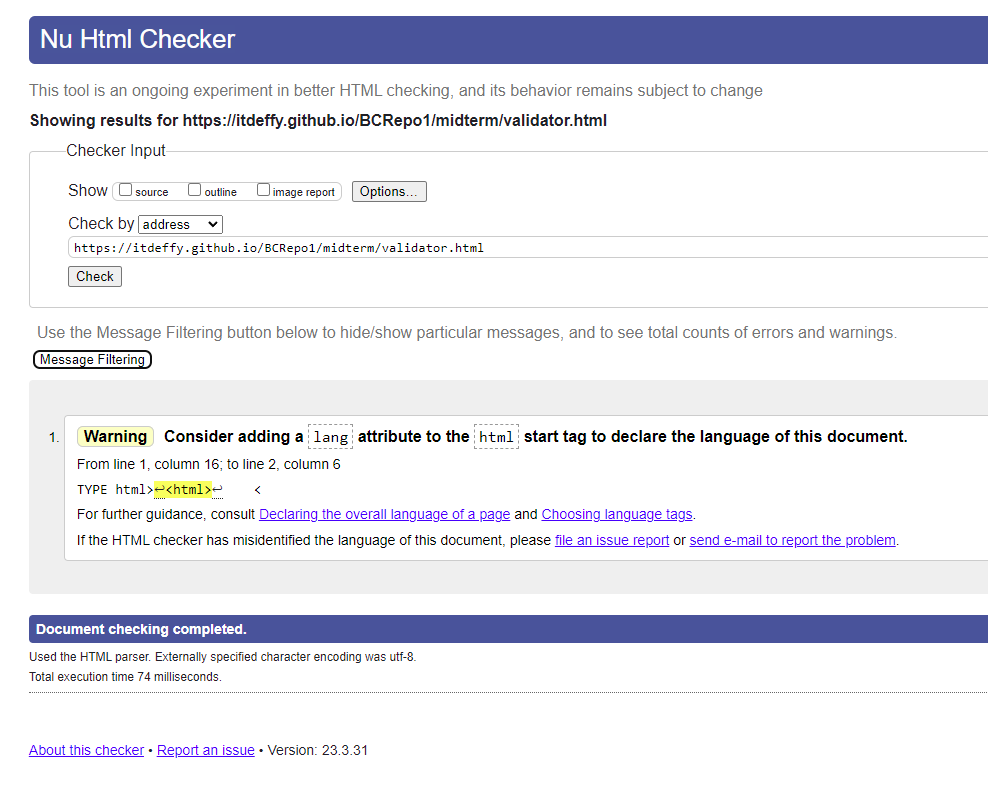 Nu Html Checker
This tool is an ongoing experiment in better HTML checking, and its behavior remains subject to change
Showing results for https://itdeffy.github.io/BCRepo1/midterm/validator.html
Checker Input
Show source outline image report Options...
Check by address
https://itdeffy.github.io/BCRepo1/midterm/validator.html
Check
Use the Message Filtering button below to hide/show particular messages, and to see total counts of errors and warnings.
Message Filtering
1. Warning Consider adding a lang attribute to the html start tag to declare the language of this document.
From line 1, column 16; to line 2, column 6
TYPE html>↩<html>↩ <
For further guidance, consult Declaring the overall language of a page and Choosing language tags.
If the HTML checker has misidentified the language of this document, please file an issue report or send e-mail to report the problem.
Document checking completed.
Used the HTML parser. Externally specified character encoding was utf-8.
Total execution time 74 milliseconds.
About this checker • Report an issue • Version: 23.3.31